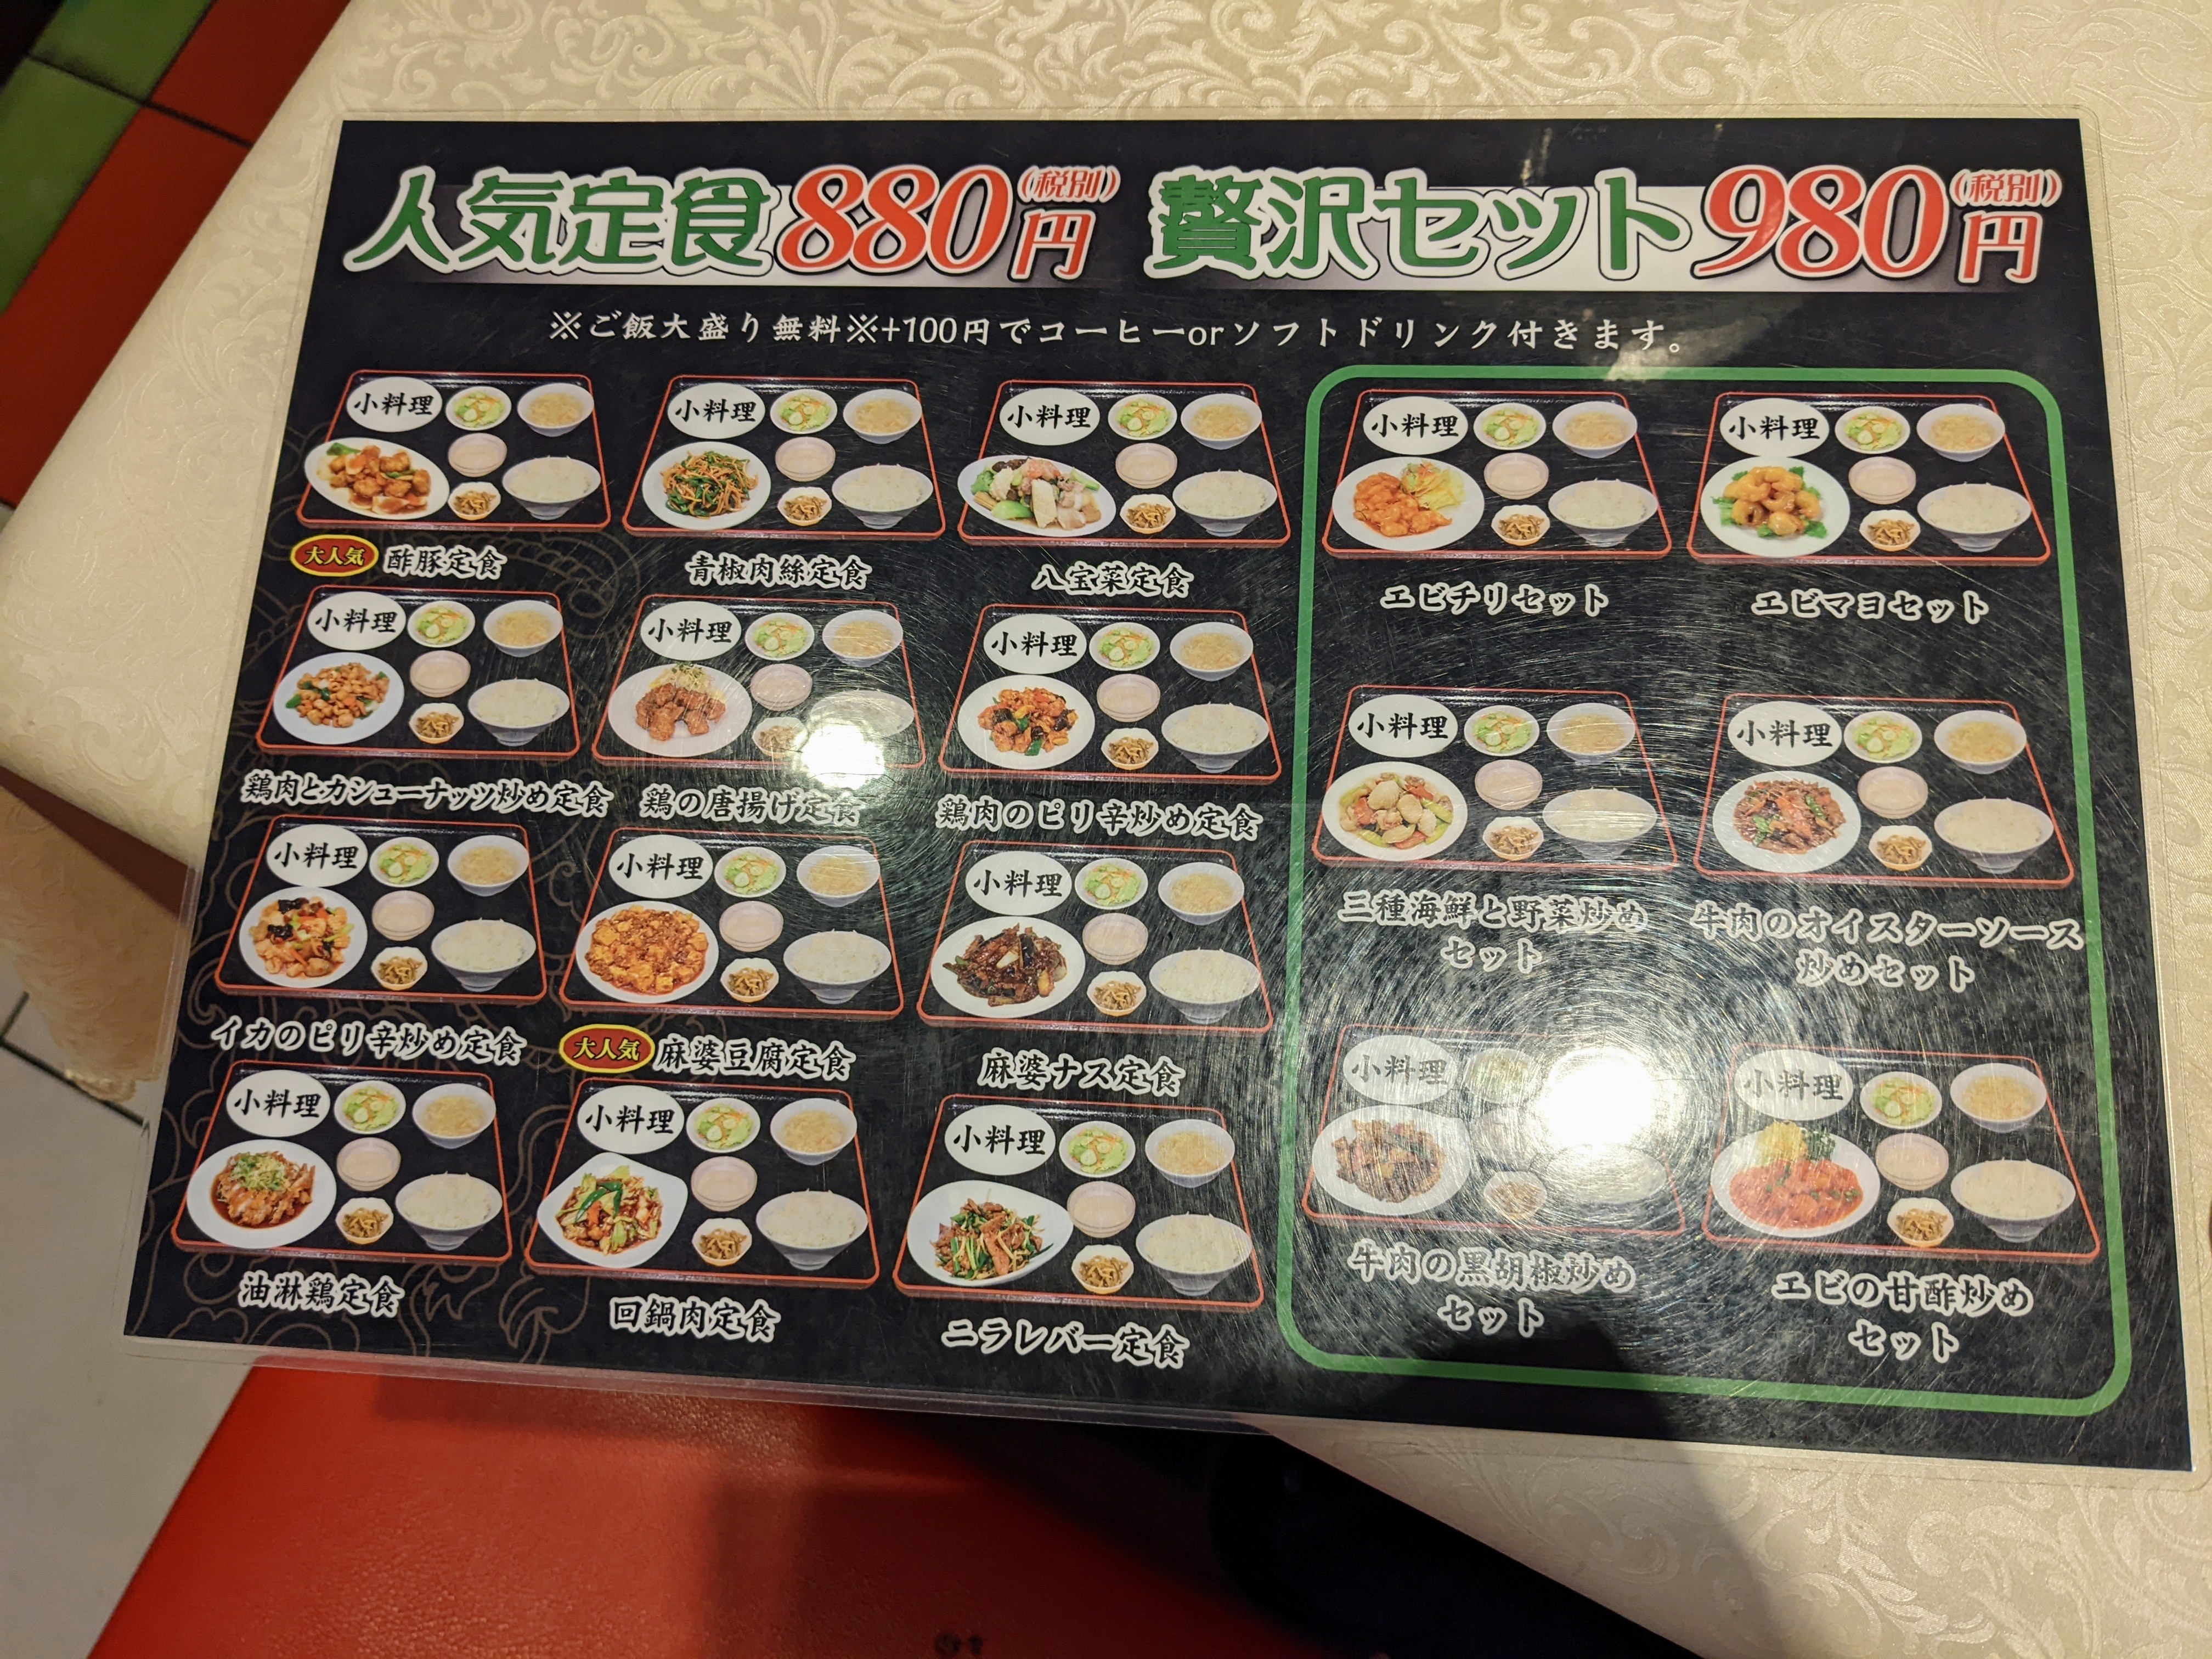 人気定食880円(税別) 贅沢セット980円(税別)
※ご飯大盛り無料※+100円でコーヒーorソフトドリンク付きます。
小料理 小料理 小料理 小料理 小料理
大人気 酢豚定食 青椒肉絲定食 八宝菜定食
エビチリセット エビマヨセット
小料理 小料理 小料理
鶏肉とカシューナッツ炒め定食 鶏の唐揚げ定食 鶏肉のピリ辛炒め定食
小料理 小料理
三種海鮮と野菜炒め
セット
牛肉のオイスターソース
炒めセット
小料理 小料理 小料理
イカのピリ辛炒め定食 大人気 麻婆豆腐定食 麻婆ナス定食
小料理 小料理 小料理
油淋鶏定食 回鍋肉定食 ニラレバー定食
小料理 小料理
牛肉の黒胡椒炒め
セット
エビの甘酢炒め
セット